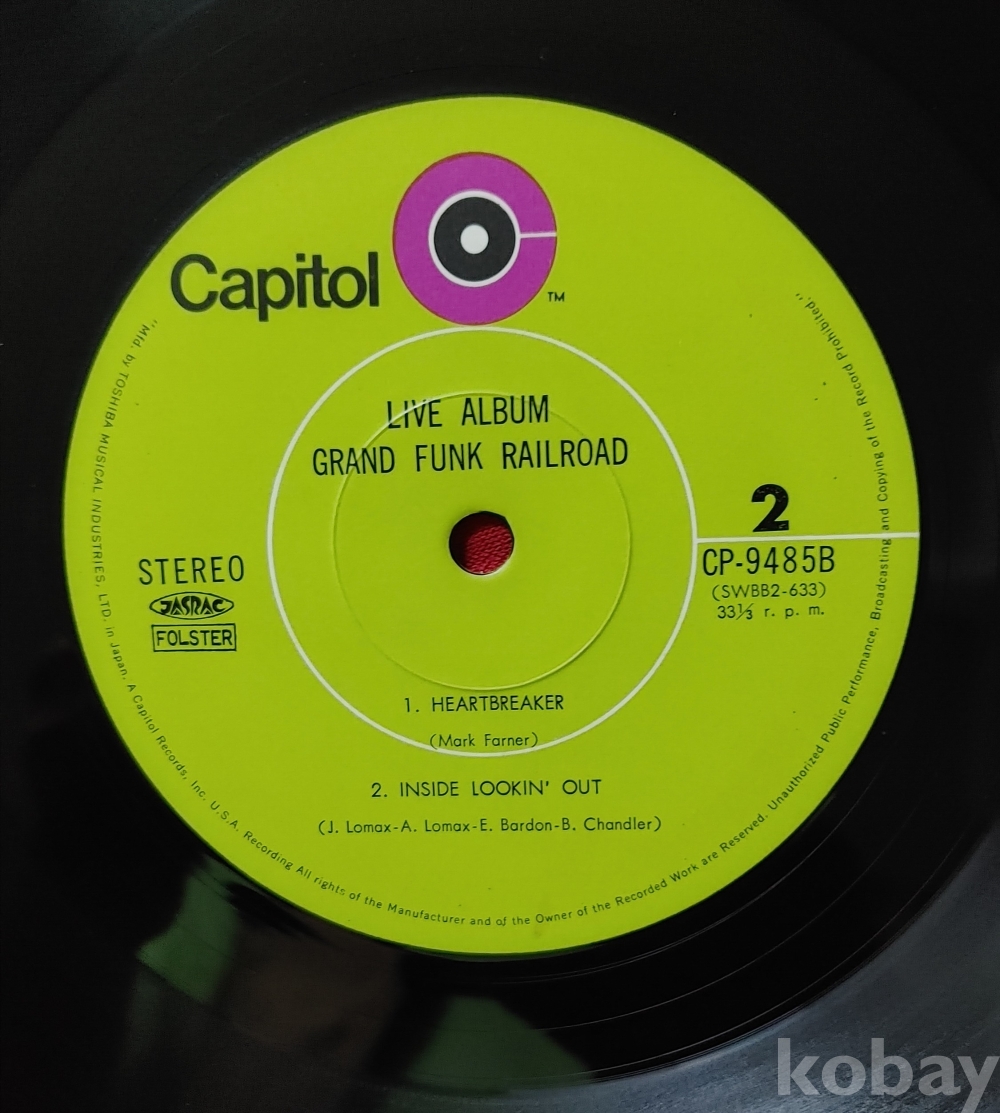 Capitol
TM
LIVE ALBUM
GRAND FUNK RAILROAD
2
STEREO
CP-9485B
JASRAC
(SWBB2-633)
FOLSTER
33⅓ r. p. m.
1. HEARTBREAKER
(Mark Farner)
2. INSIDE LOOKIN' OUT
(J. Lomax-A. Lomax-E. Bardon-B. Chandler)
"Mfd. by TOSHIBA MUSICAL INDUSTRIES, LTD. in Japan. A Capitol Records, Inc. U.S.A. Recording All rights of the Manufacturer and of the Owner of the Recorded Work are Reserved. Unauthorized Public Performance, Broadcasting and Copying of the Record Prohibited."
kobay